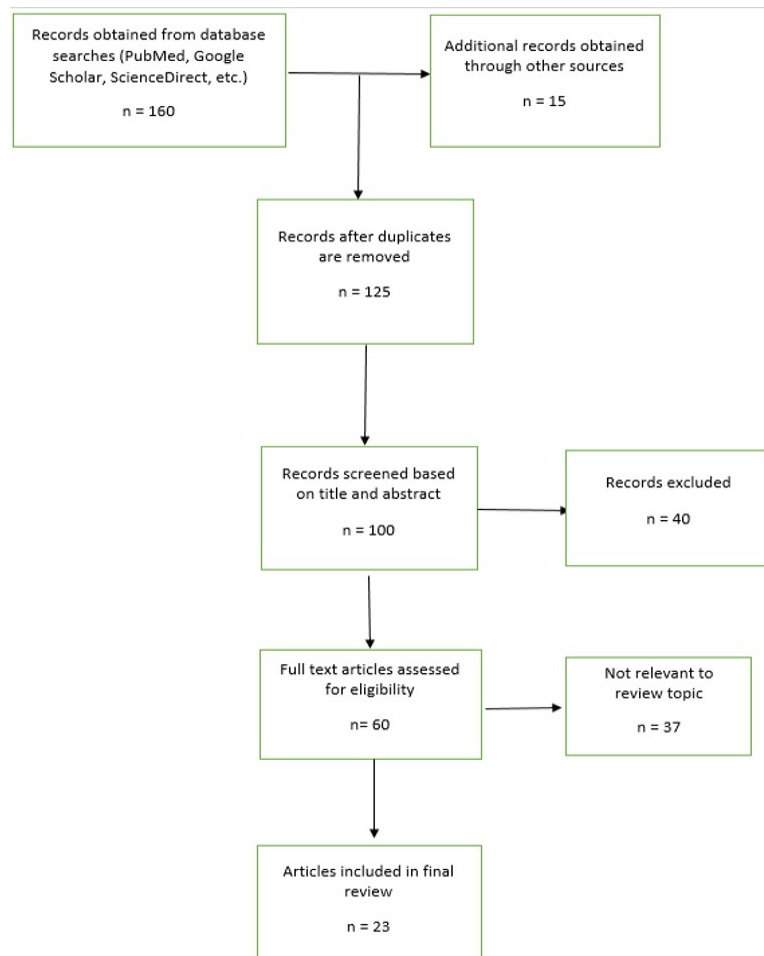 Records obtained from database
searches (PubMed, Google
Scholar, ScienceDirect, etc.)
n = 160
Additional records obtained
through other sources
n = 15
Records after duplicates
are removed
n = 125
Records screened based
on title and abstract
n = 100
Records excluded
n = 40
Full text articles assessed
for eligibility
n= 60
Not relevant to
review topic
n = 37
Articles included in final
review
n = 23